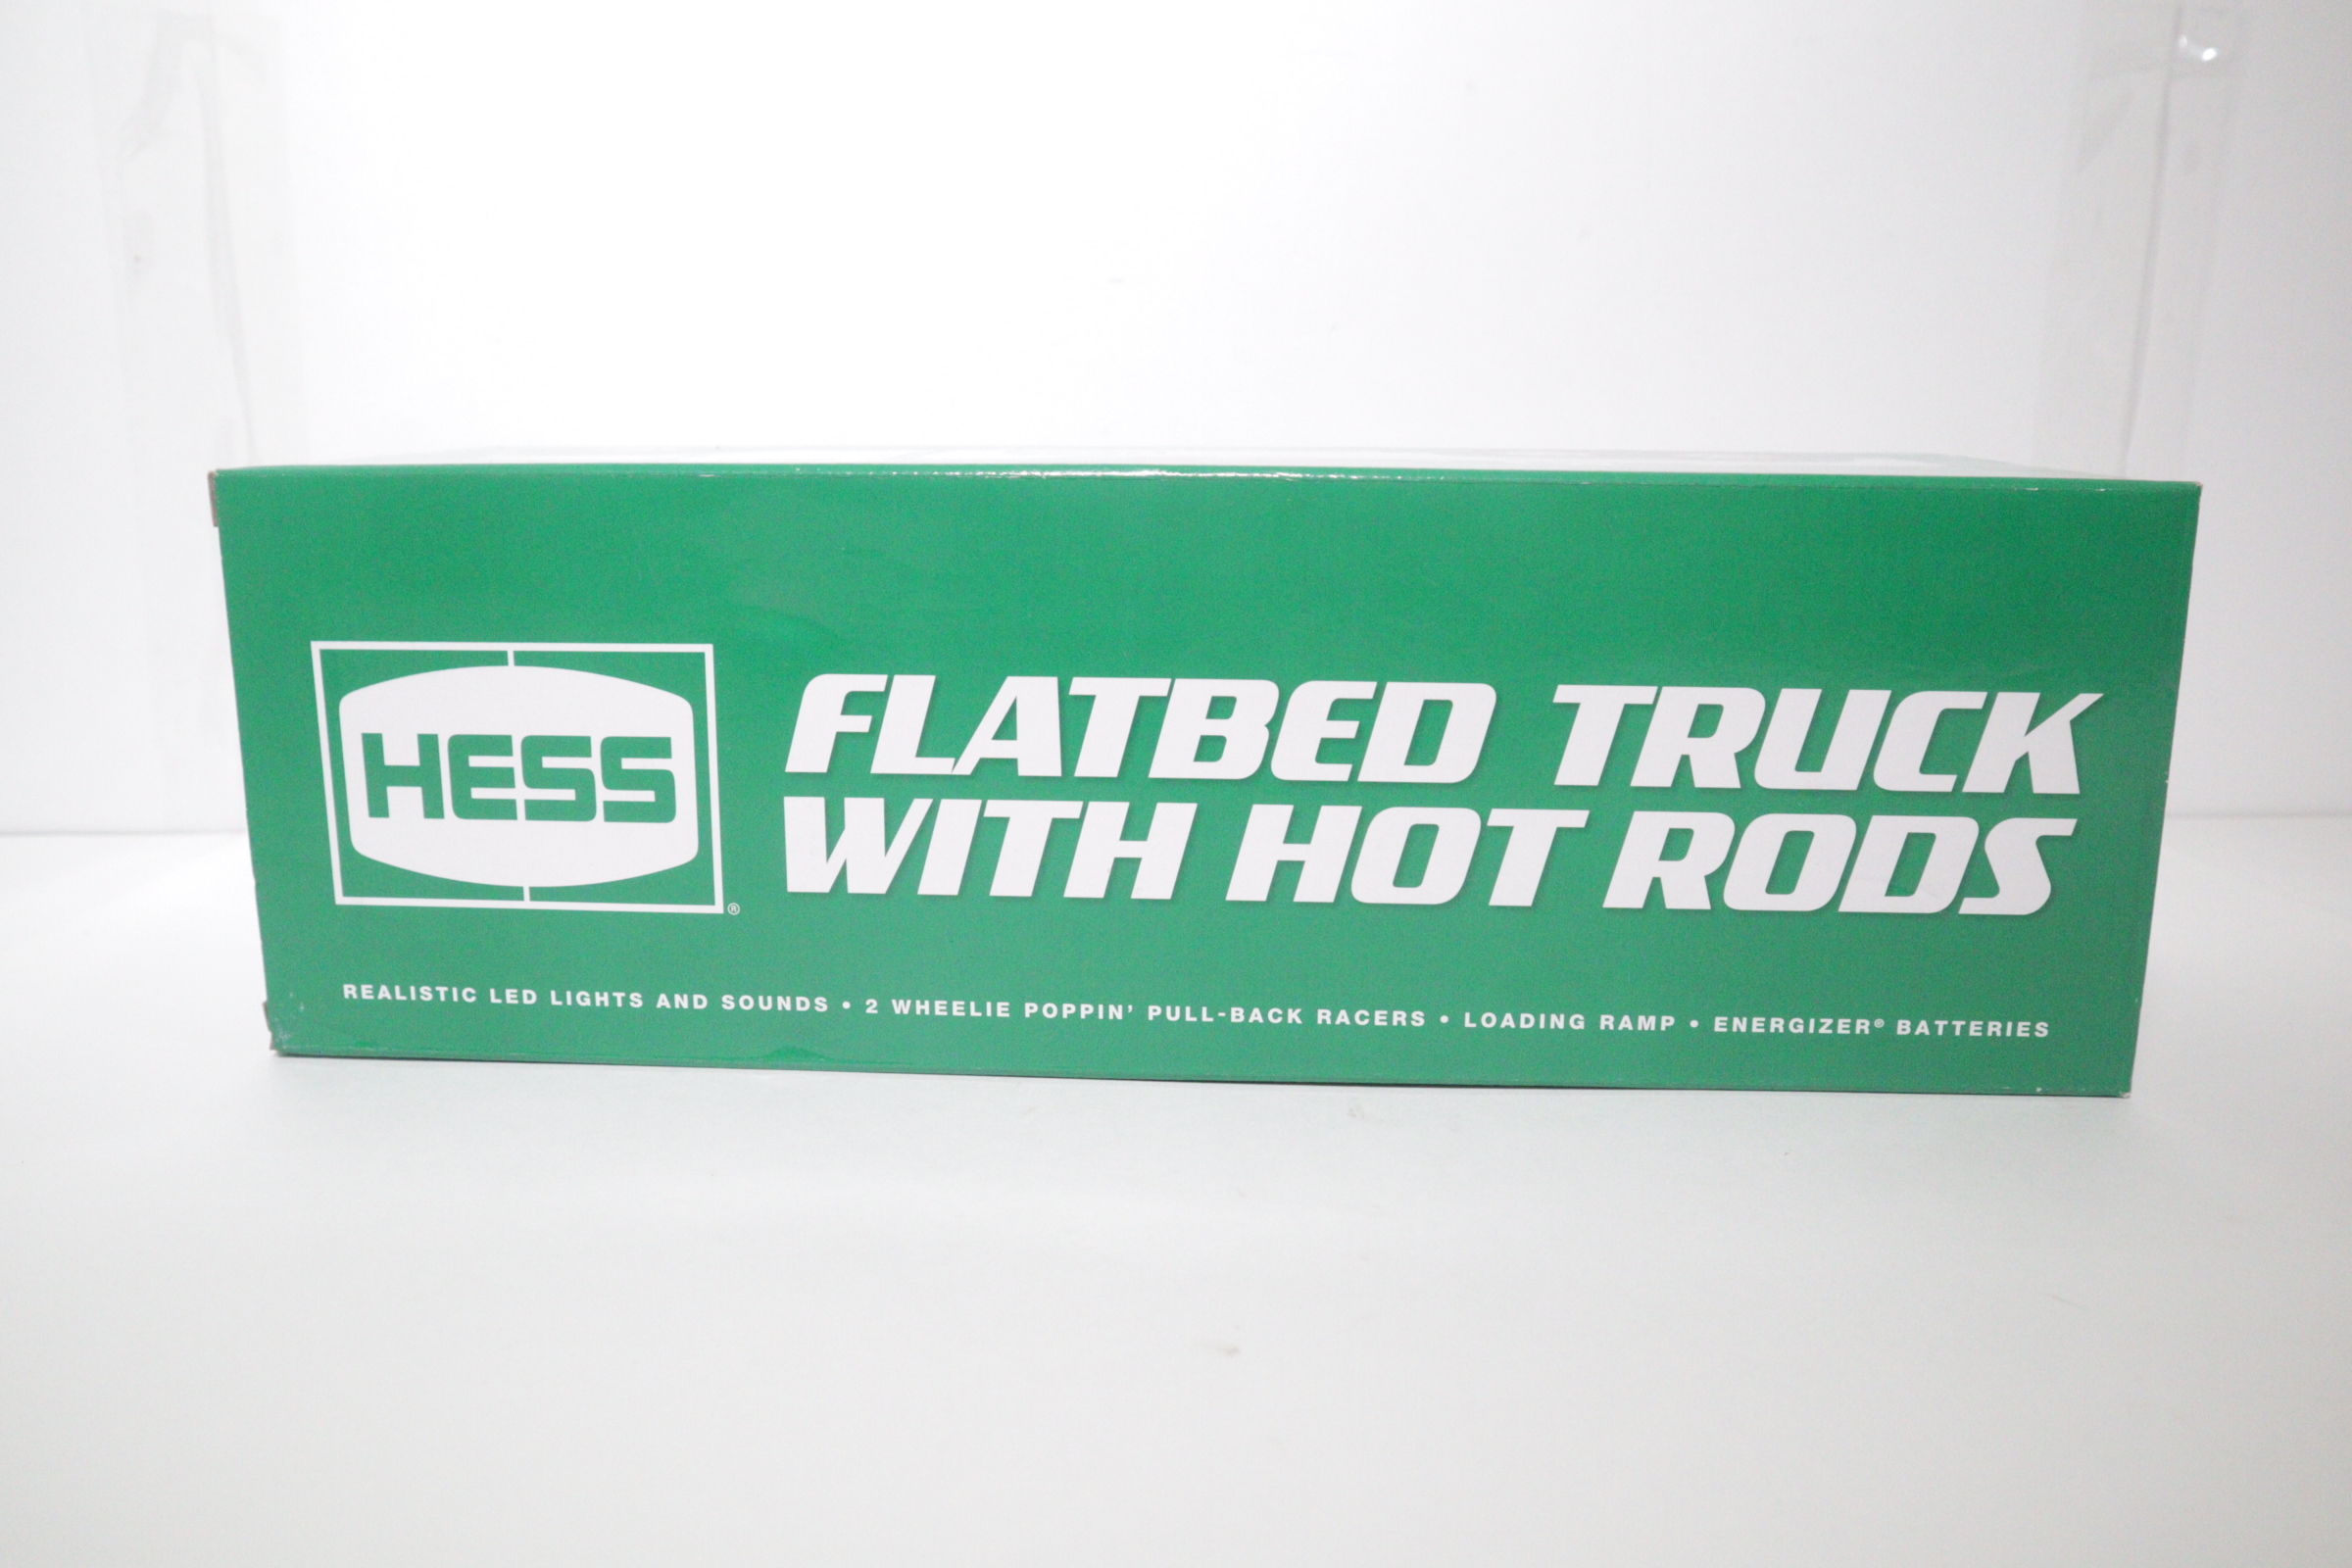 HESS
®
FLATBED TRUCK
WITH HOT RODS
REALISTIC LED LIGHTS AND SOUNDS • 2 WHEELIE POPPIN’ PULL-BACK RACERS • LOADING RAMP • ENERGIZER® BATTERIES